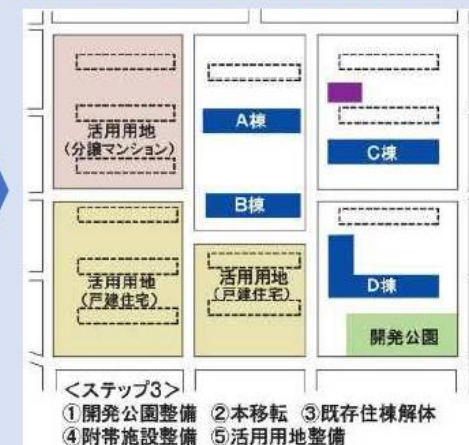 活用用地
(分譲マンション)
A棟
B棟
C棟
活用用地
(戸建住宅)
活用用地
(戸建住宅)
D棟
開発公園
<ステップ3>
①開発公園整備 ②本移転 ③既存住棟解体
④附帯施設整備 ⑤活用用地整備